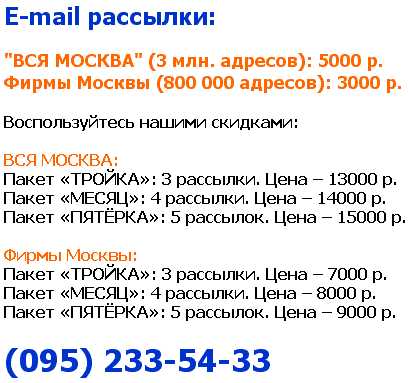 E-mail рассылки:
"ВСЯ МОСКВА" (3 млн. адресов): 5000 р.
Фирмы Москвы (800 000 адресов): 3000 р.
Воспользуйтесь нашими скидками:
ВСЯ МОСКВА:
Пакет «ТРОЙКА»: 3 рассылки. Цена – 13000 р.
Пакет «МЕСЯЦ»: 4 рассылки. Цена – 14000 р.
Пакет «ПЯТЁРКА»: 5 рассылок. Цена – 15000 р.
Фирмы Москвы:
Пакет «ТРОЙКА»: 3 рассылки. Цена – 7000 р.
Пакет «МЕСЯЦ»: 4 рассылки. Цена – 8000 р.
Пакет «ПЯТЁРКА»: 5 рассылок. Цена – 9000 р.
(095) 233-54-33